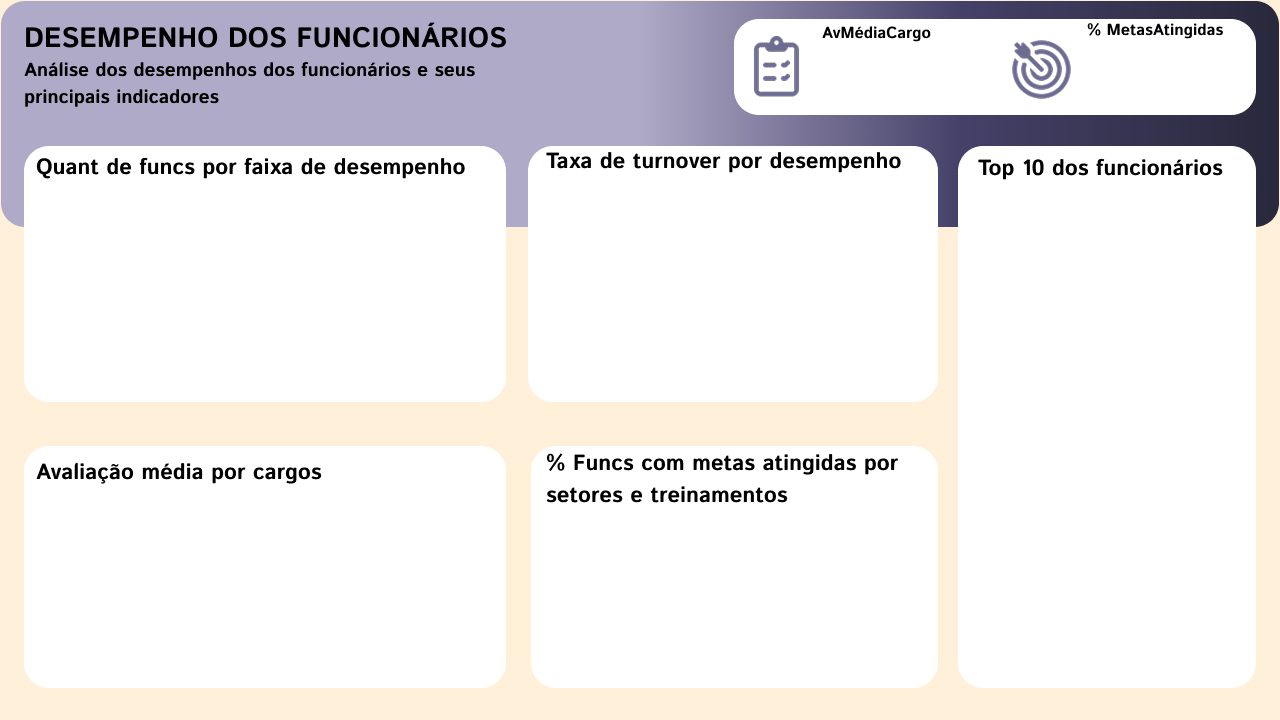 DESEMPENHO DOS FUNCIONÁRIOS
Análise dos desempenhos dos funcionários e seus
principais indicadores
AvMédiaCargo
% MetasAtingidas
Quant de funcs por faixa de desempenho
Taxa de turnover por desempenho
Top 10 dos funcionários
Avaliação média por cargos
% Funcs com metas atingidas por
setores e treinamentos